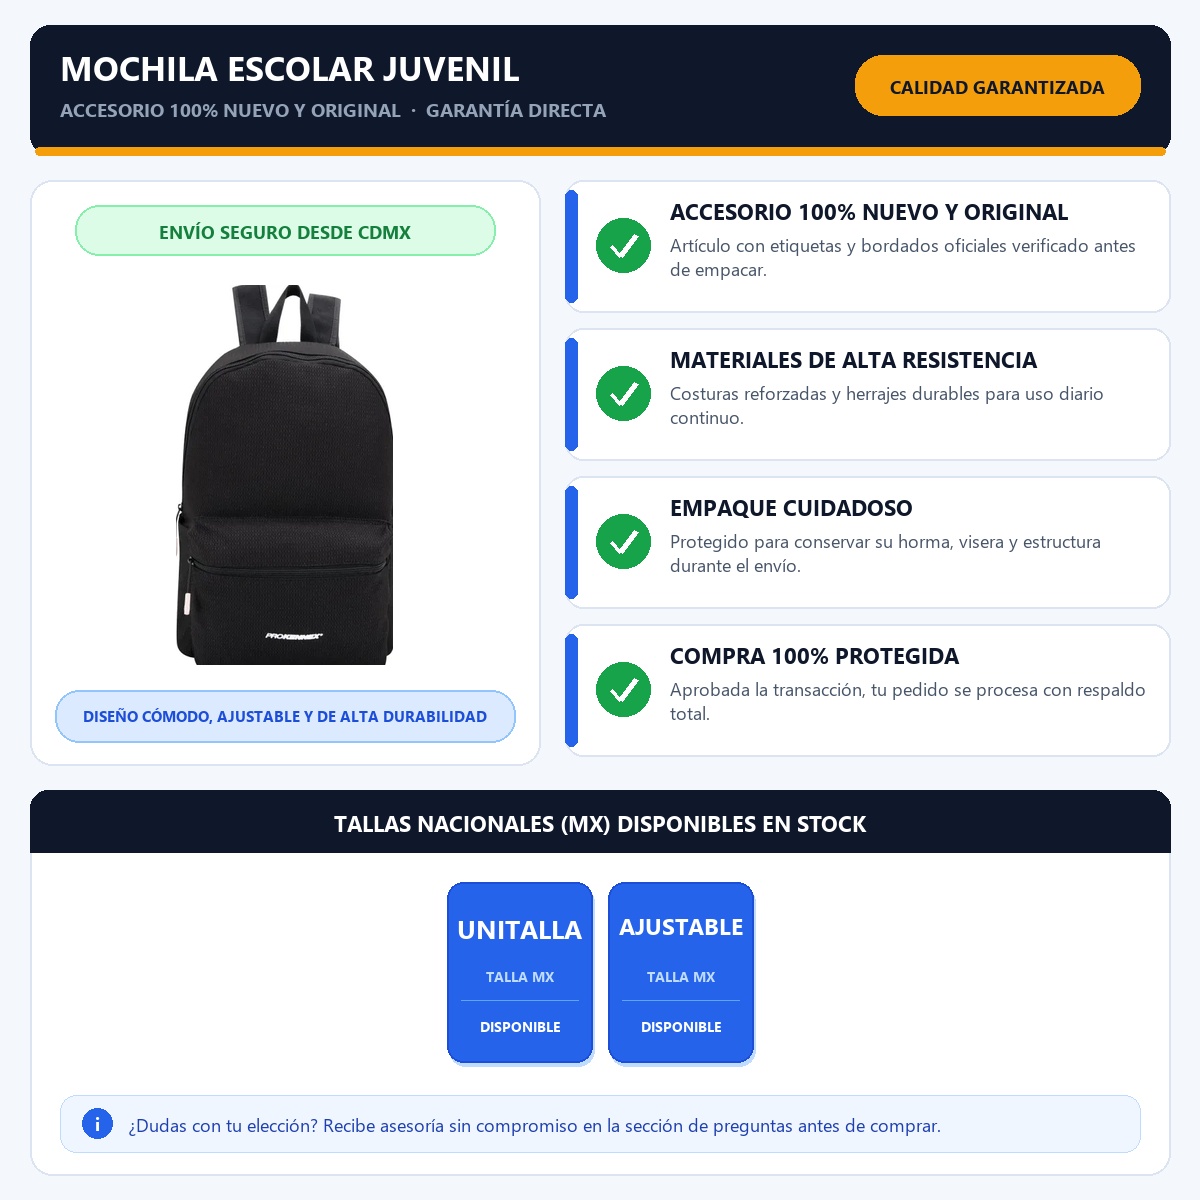 MOCHILA ESCOLAR JUVENIL
ACCESORIO 100% NUEVO Y ORIGINAL · GARANTÍA DIRECTA
CALIDAD GARANTIZADA
ENVÍO SEGURO DESDE CDMX
PROKENNEX
DISEÑO CÓMODO, AJUSTABLE Y DE ALTA DURABILIDAD
ACCESORIO 100% NUEVO Y ORIGINAL
Artículo con etiquetas y bordados oficiales verificado antes
de empacar.
MATERIALES DE ALTA RESISTENCIA
Costuras reforzadas y herrajes durables para uso diario
continuo.
EMPAQUE CUIDADOSO
Protegido para conservar su horma, visera y estructura
durante el envío.
COMPRA 100% PROTEGIDA
Aprobada la transacción, tu pedido se procesa con respaldo
total.
TALLAS NACIONALES (MX) DISPONIBLES EN STOCK
UNITALLA
TALLA MX
DISPONIBLE
AJUSTABLE
TALLA MX
DISPONIBLE
¿Dudas con tu elección? Recibe asesoría sin compromiso en la sección de preguntas antes de comprar.